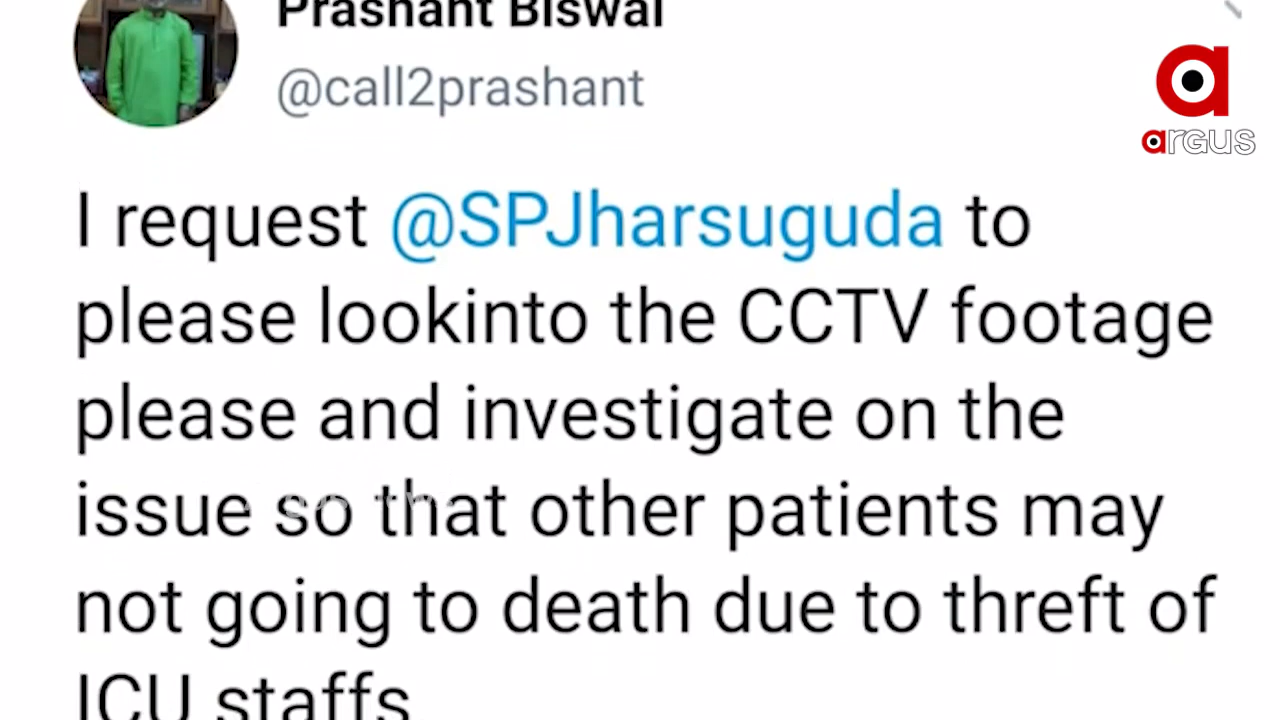 Prashant Biswal
@call2prashant
a
argus
I request @SPJharsuguda to
please lookinto the CCTV footage
please and investigate on the
issue so that other patients may
not going to death due to threft of
ICU staffs